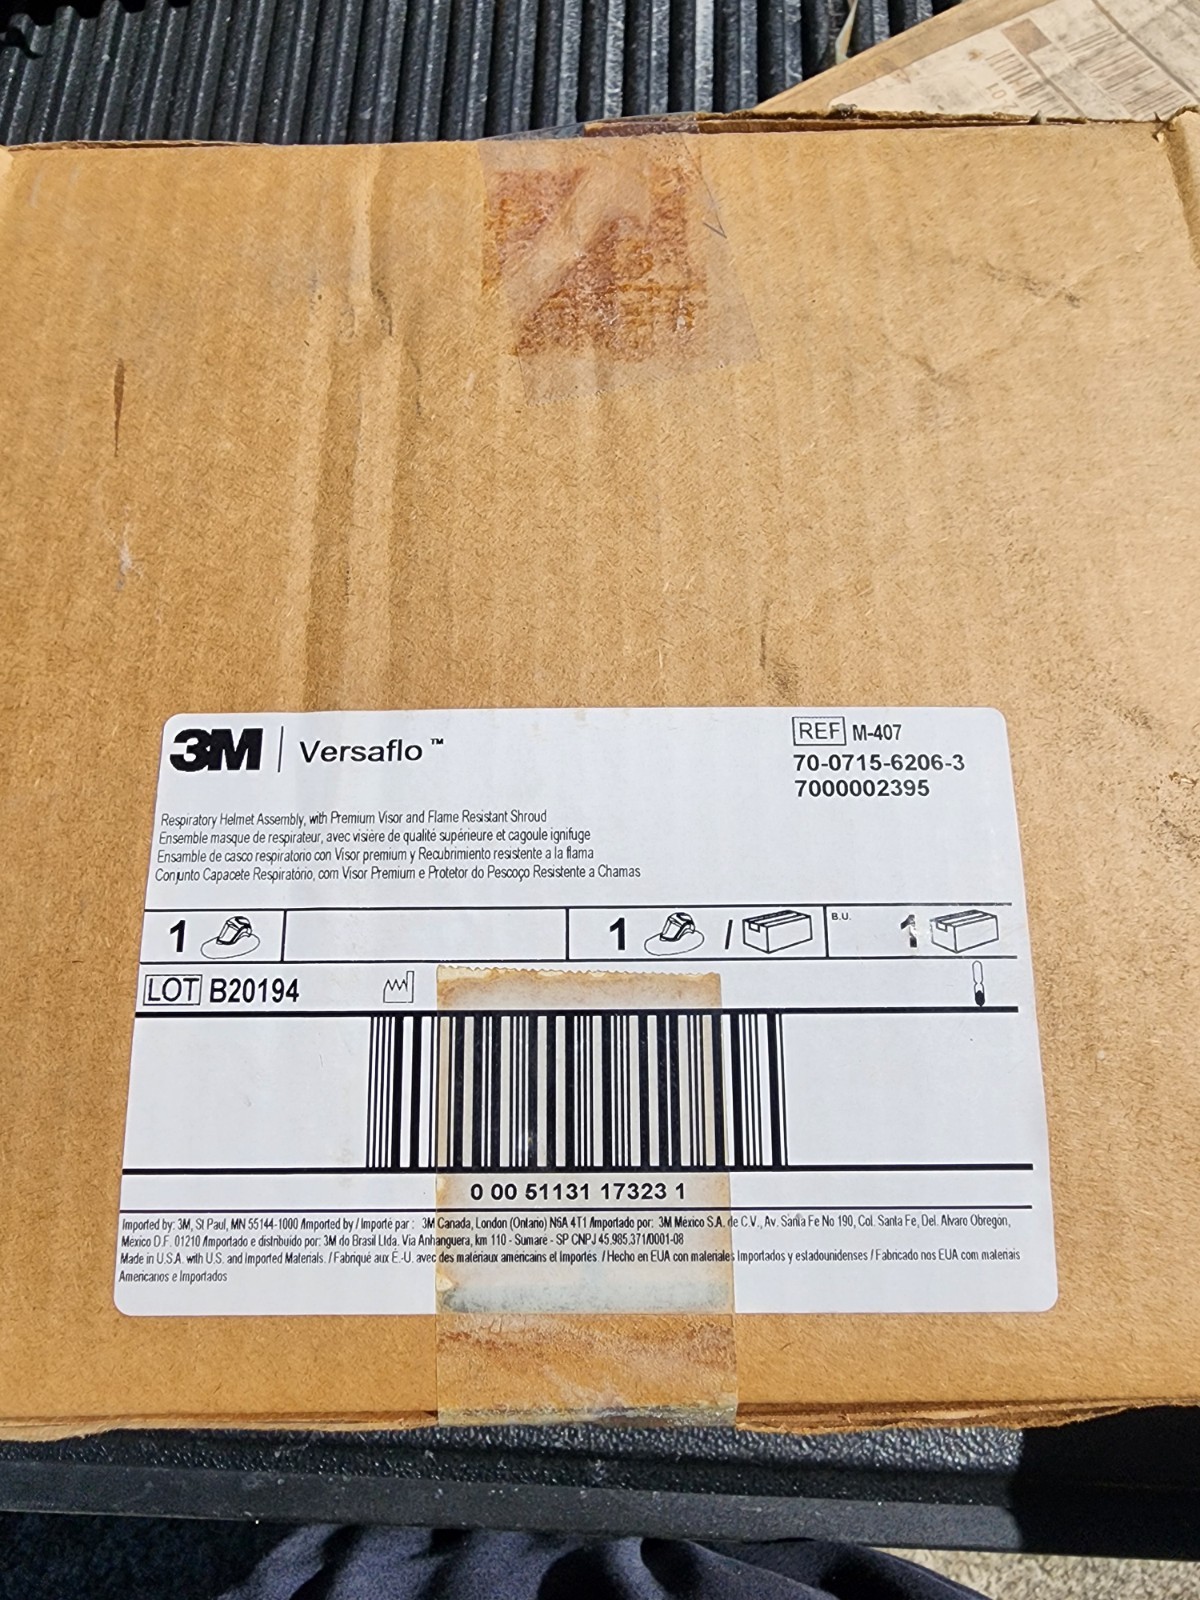 3M | Versaflo™
REF M-407
70-0715-6206-3
7000002395
Respiratory Helmet Assembly, with Premium Visor and Flame Resistant Shroud
Ensemble masque de respirateur, avec visière de qualité supérieure et cagoule ignifuge
Ensamble de casco respiratorio con Visor premium y Recubrimiento resistente a la flama
Conjunto Capacete Respiratório, com Visor Premium e Protetor do Pescoço Resistente a Chamas
1 1 / B.U. 1
LOT B20194
0 00 51131 17323 1
Imported by: 3M, St Paul, MN 55144-1000 /Imported by / Importé par : 3M Canada, London (Ontario) N6A 4T1 /Importado por: 3M México S.A. de C.V., Av. Santa Fe No 190, Col. Santa Fe, Del. Alvaro Obregón,
México D.F. 01210 /Importado e distribuido por: 3M do Brasil Ltda. Via Anhanguera, km 110 - Sumaré - SP CNPJ 45.985.371/0001-08
Made in U.S.A. with U.S. and Imported Materials. / Fabriqué aux É.-U. avec des matériaux américains et Importés. / Hecho en EUA con materiales Importados y estadounidenses / Fabricado nos EUA com materiais
Americanos e Importados